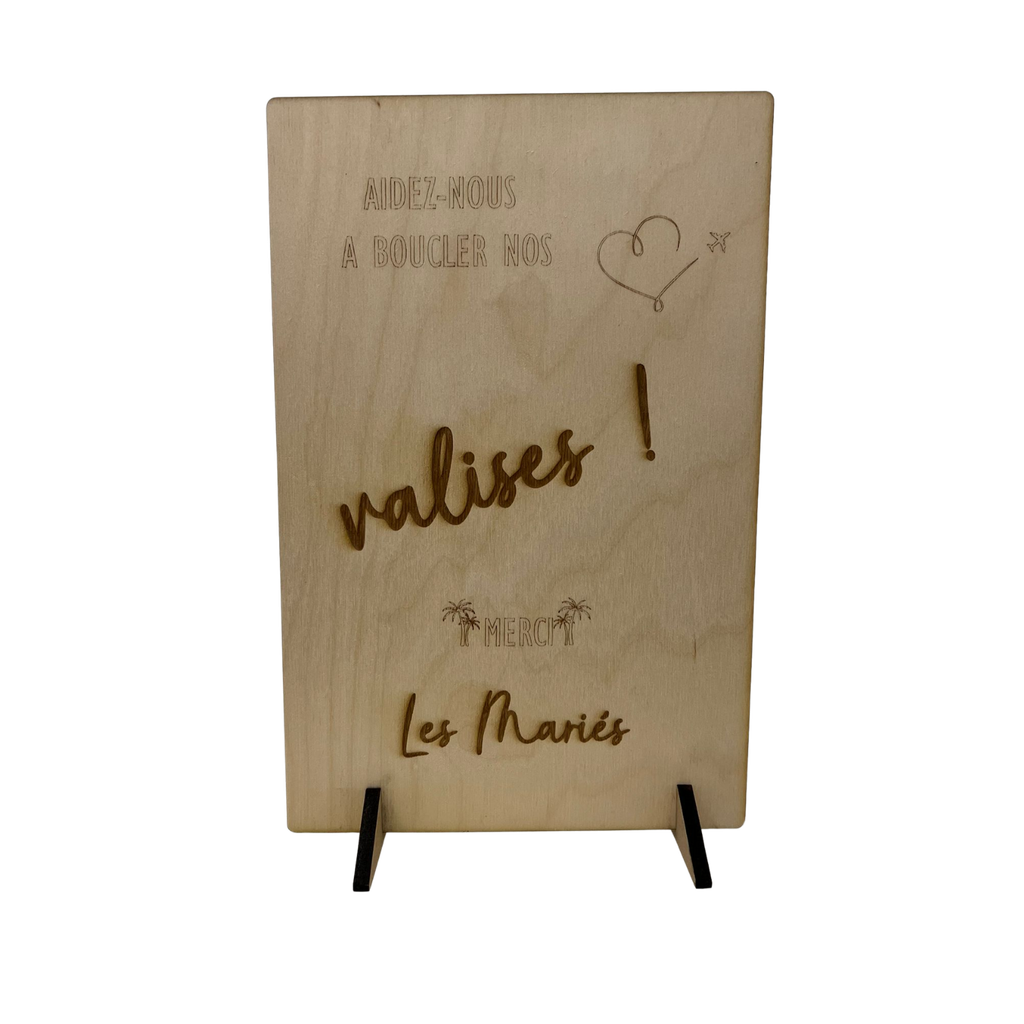 AIDEZ-NOUS
A BOUCLER NOS
valises !
MERCI
Les Mariés